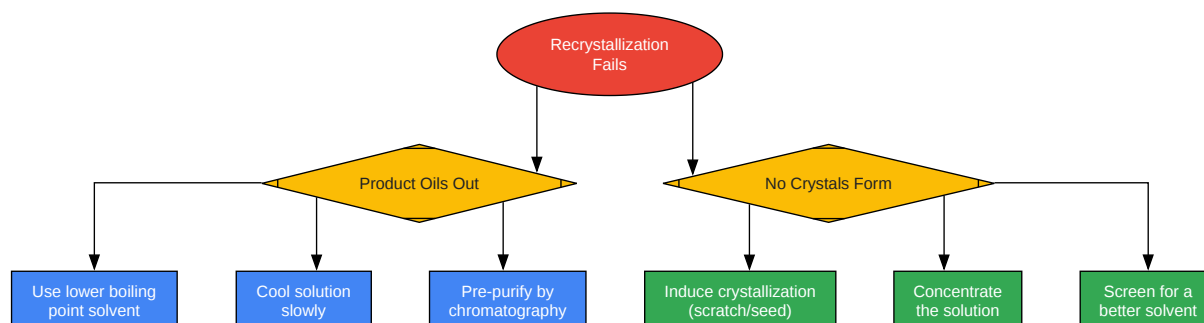 Recrystallization
Fails
Product Oils Out
No Crystals Form
Use lower boiling
point solvent
Cool solution
slowly
Pre-purify by
chromatography
Induce crystallization
(scratch/seed)
Concentrate
the solution
Screen for a
better solvent